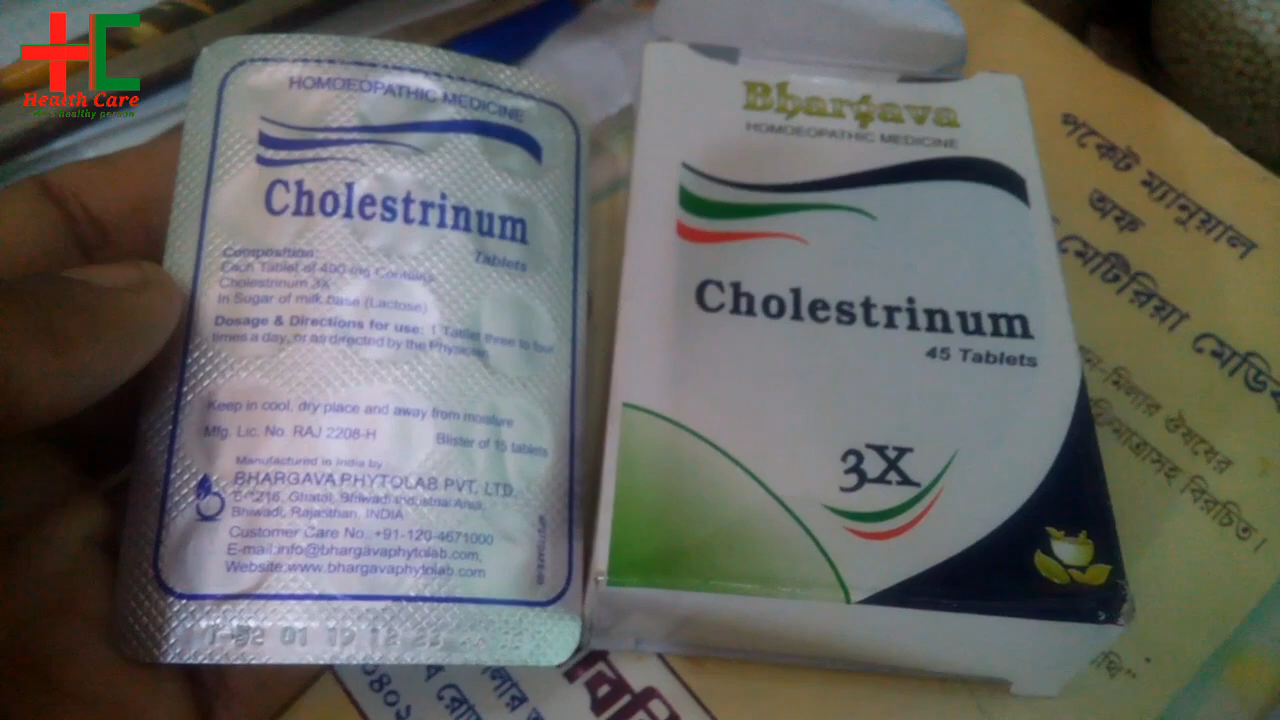 HC
Health Care
HOMOEOPATHIC MEDICINE
Cholestrinum
Tablets
Composition:
Each Tablet of 400 mg Contains
Cholestrinum 3X
In Sugar of milk base (Lactose)
Dosage & Directions for use: 1 Tablet three to four
times a day, or as directed by the Physician
Keep in cool, dry place and away from moisture
Mfg. Lic. No. RAJ 2208-H
Blister of 15 tablets
Manufactured in India by
BHARGAVA PHYTOLAB PVT. LTD.
E-1216, Ghatal, Bhiwadi Industrial Area,
Bhiwadi, Rajasthan, INDIA
Customer Care No. +91-120-4671000
E-mail:info@bhargavaphytolab.com,
Website:www.bhargavaphytolab.com
Bhargava
HOMOEOPATHIC MEDICINE
Cholestrinum
45 Tablets
3X
পকেট ম্যানুয়াল
অফ
মেটিরিয়া
ঔষধের
বিরচিত।